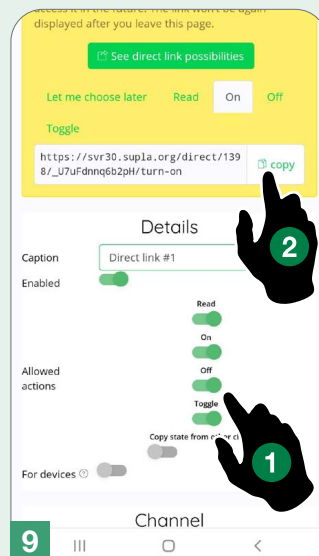 displayed after you leave this page.
See direct link possibilities
Let me choose later Read On Off
Toggle
https://svr30.supla.org/direct/139
8/_U7uFdnnq6b2pH/turn-on
copy
2
Details
Caption Direct link #1
Enabled
Read
On
Allowed
actions
Off
Toggle
Copy state from other
1
For devices
Channel
9